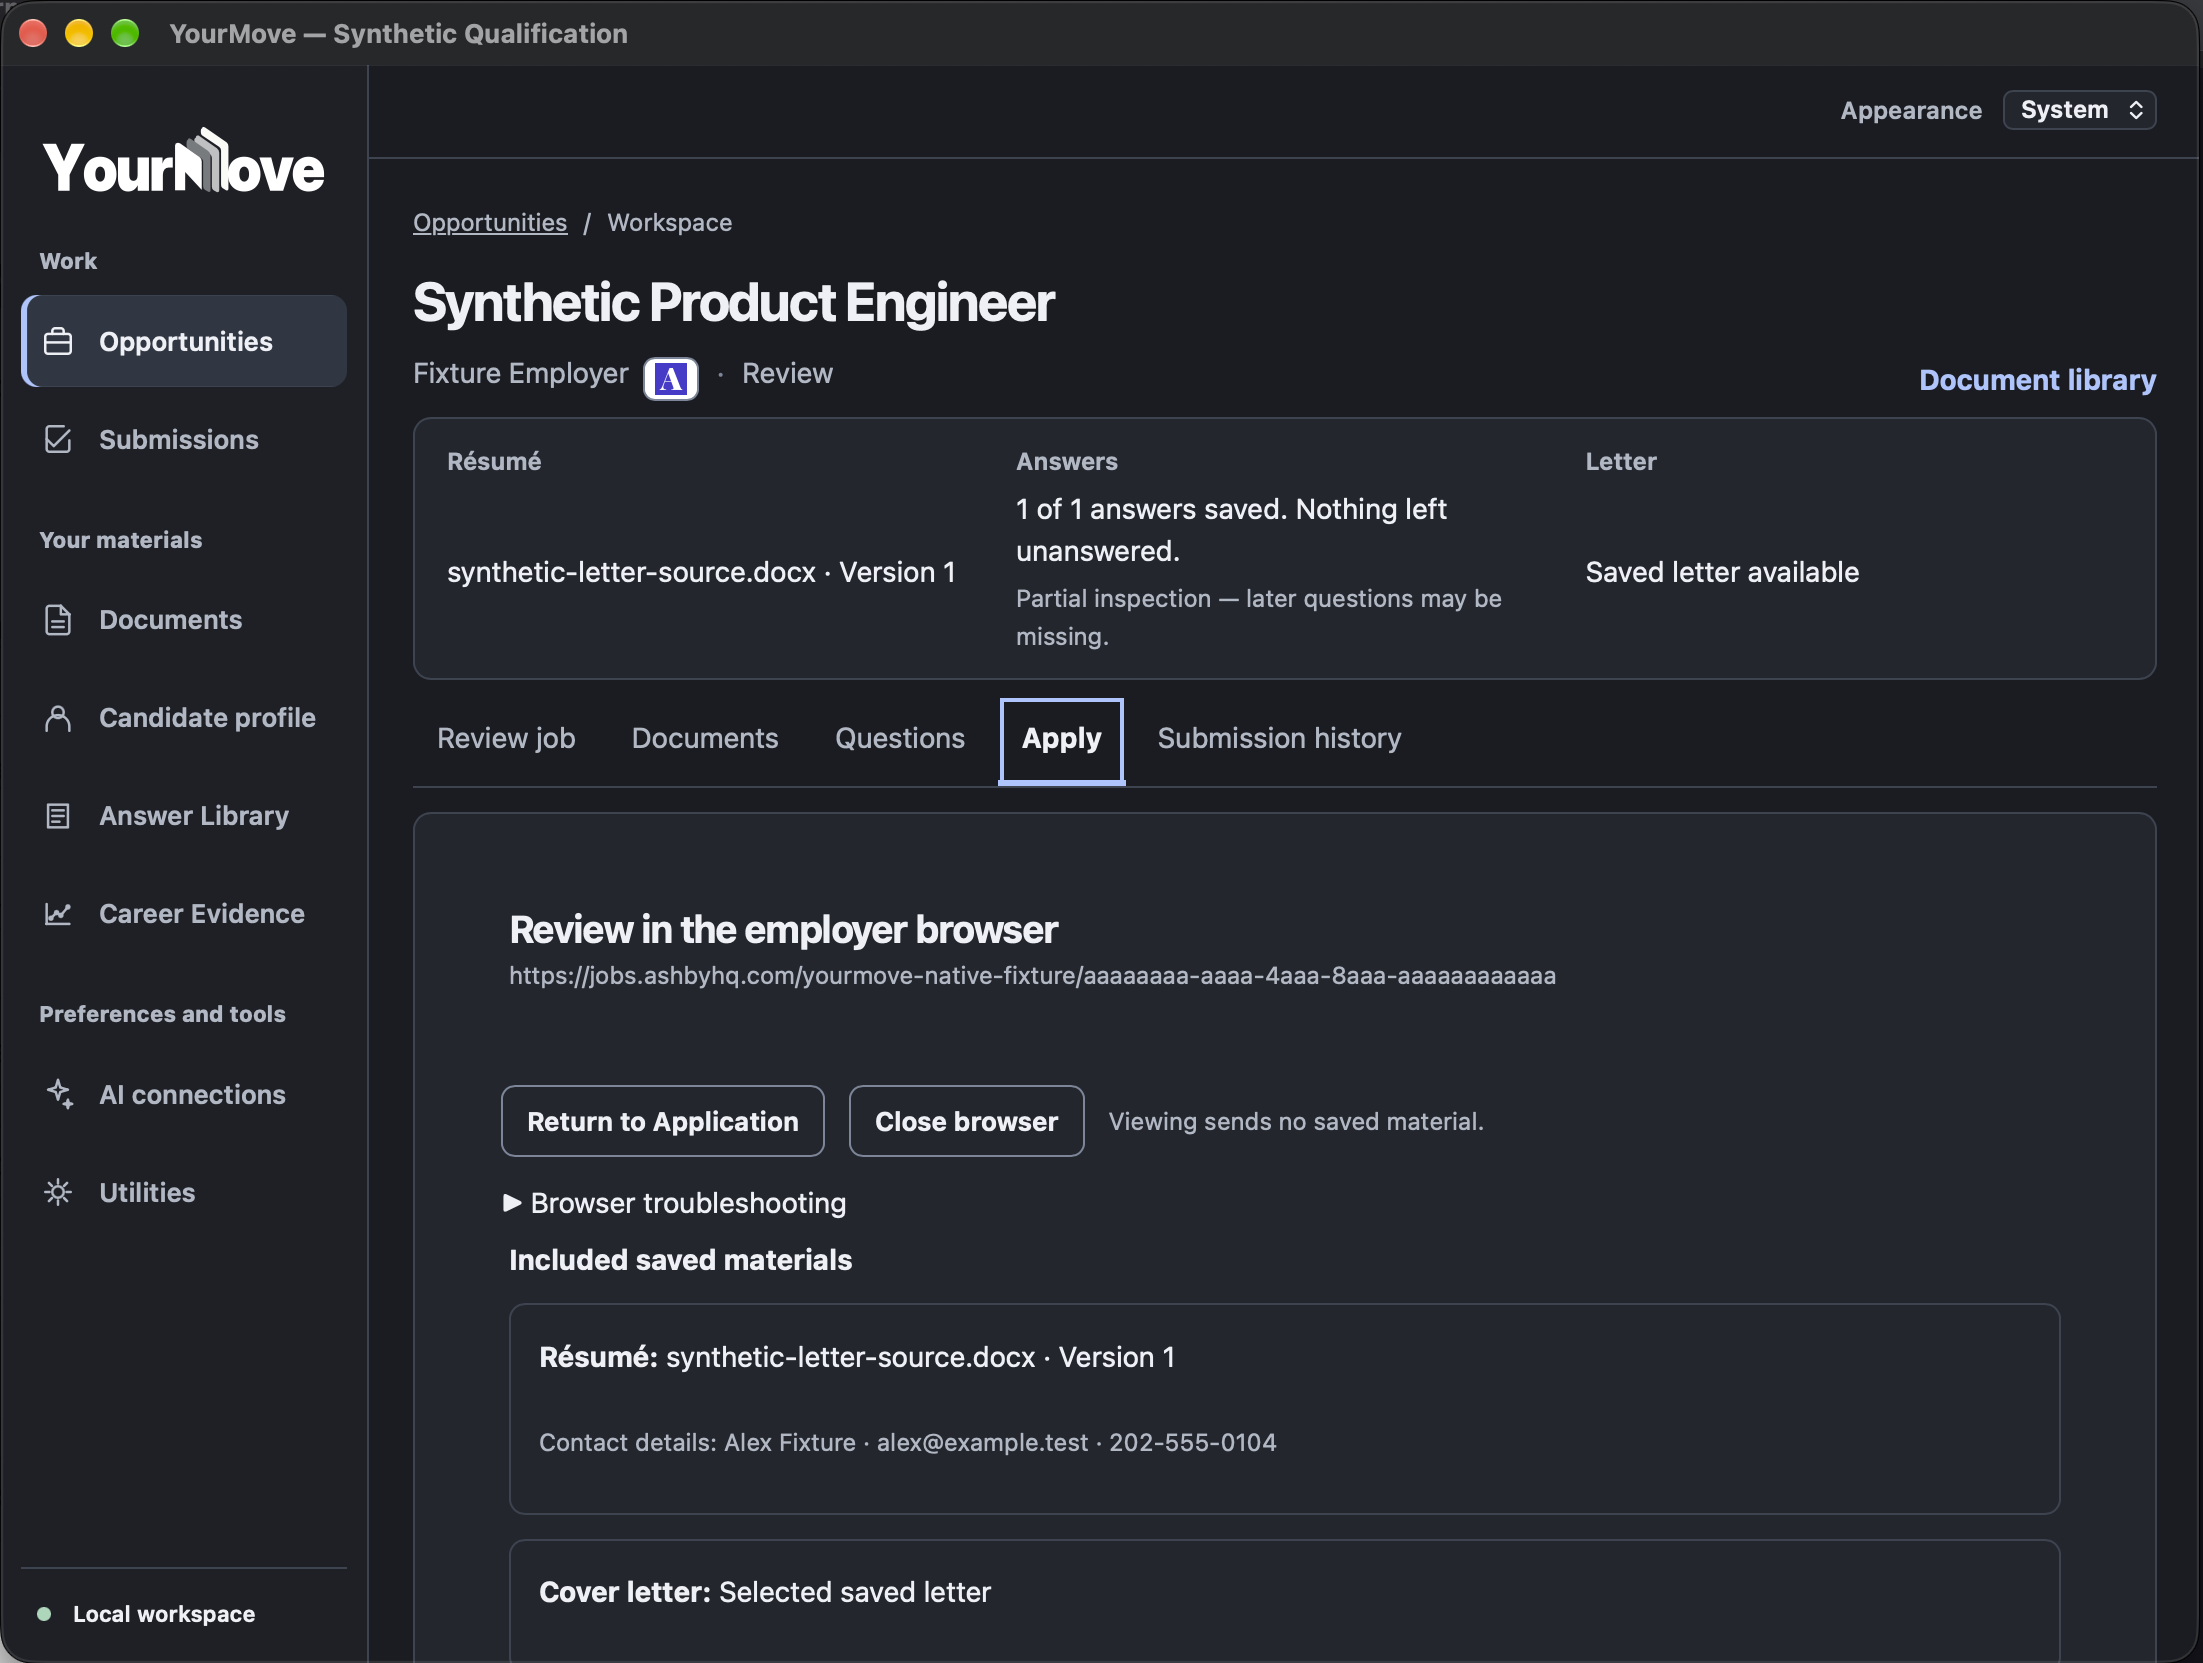 YourMove — Synthetic Qualification
Appearance
System
YourMove
Work
Opportunities
Submissions
Your materials
Documents
Candidate profile
Answer Library
Career Evidence
Preferences and tools
AI connections
Utilities
Local workspace
Opportunities / Workspace
Synthetic Product Engineer
Fixture Employer A · Review
Document library
Résumé
synthetic-letter-source.docx · Version 1
Answers
1 of 1 answers saved. Nothing left
unanswered.
Partial inspection — later questions may be
missing.
Letter
Saved letter available
Review job
Documents
Questions
Apply
Submission history
Review in the employer browser
https://jobs.ashbyhq.com/yourmove-native-fixture/aaaaaaaa-aaaa-4aaa-8aaa-aaaaaaaaaaaa
Return to Application
Close browser
Viewing sends no saved material.
Browser troubleshooting
Included saved materials
Résumé: synthetic-letter-source.docx · Version 1
Contact details: Alex Fixture · alex@example.test · 202-555-0104
Cover letter: Selected saved letter